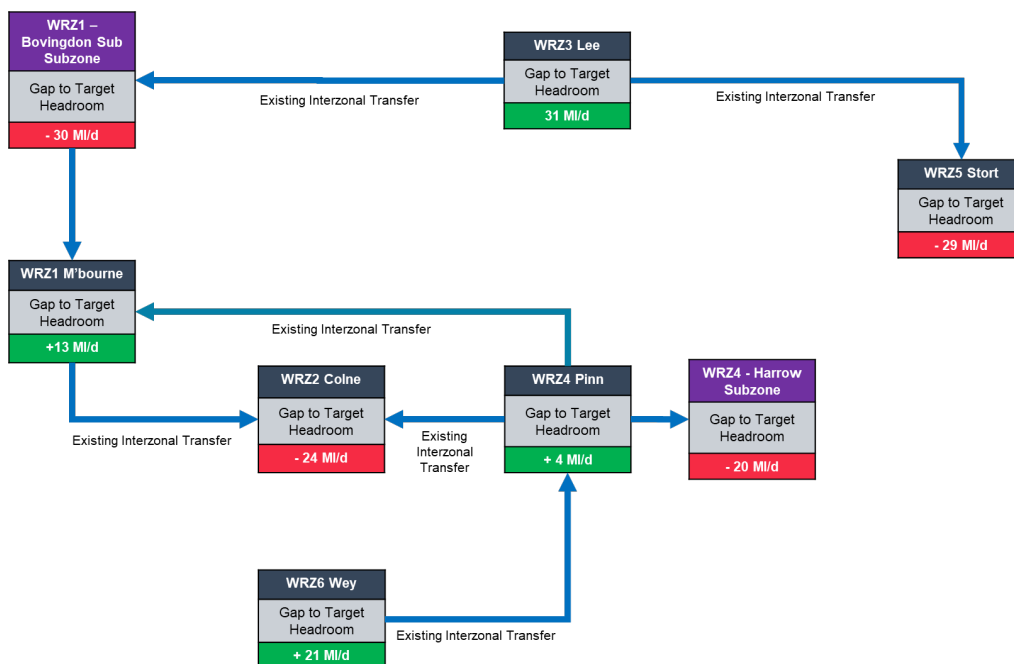 WRZ1 –
Bovingdon Sub
Subzone
Gap to Target
Headroom
- 30 Ml/d
WRZ3 Lee
Gap to Target
Headroom
31 Ml/d
Existing Interzonal Transfer
Existing Interzonal Transfer
WRZ5 Stort
Gap to Target
Headroom
- 29 Ml/d
WRZ1 M'bourne
Gap to Target
Headroom
+13 Ml/d
Existing Interzonal Transfer
WRZ2 Colne
Gap to Target
Headroom
- 24 Ml/d
WRZ4 Pinn
Gap to Target
Headroom
+ 4 Ml/d
WRZ4 - Harrow
Subzone
Gap to Target
Headroom
- 20 Ml/d
Existing Interzonal Transfer
Existing
Interzonal
Transfer
WRZ6 Wey
Gap to Target
Headroom
+ 21 Ml/d
Existing Interzonal Transfer